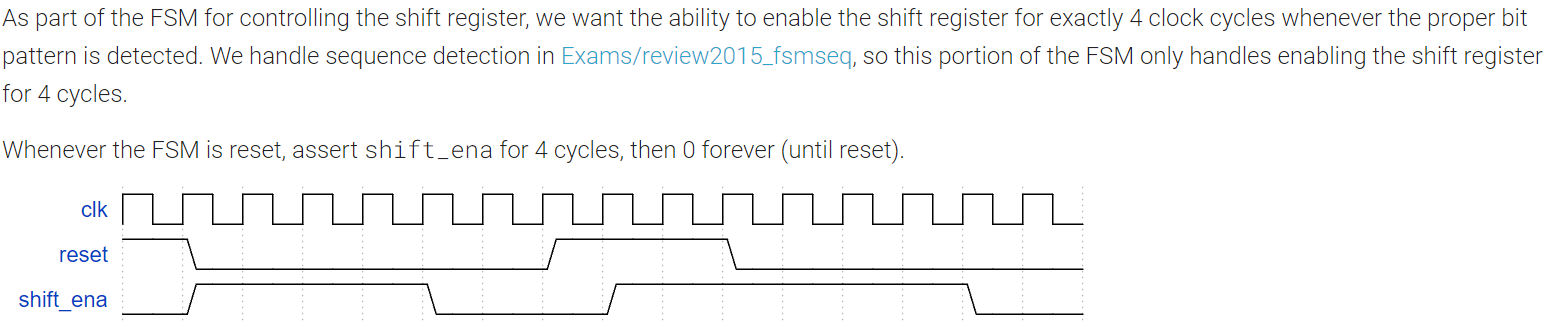 As part of the FSM for controlling the shift register, we want the ability to enable the shift register for exactly 4 clock cycles whenever the proper bit
pattern is detected. We handle sequence detection in Exams/review2015_fsmseq, so this portion of the FSM only handles enabling the shift register
for 4 cycles.
Whenever the FSM is reset, assert shift_ena for 4 cycles, then 0 forever (until reset).
clk
reset
shift_ena